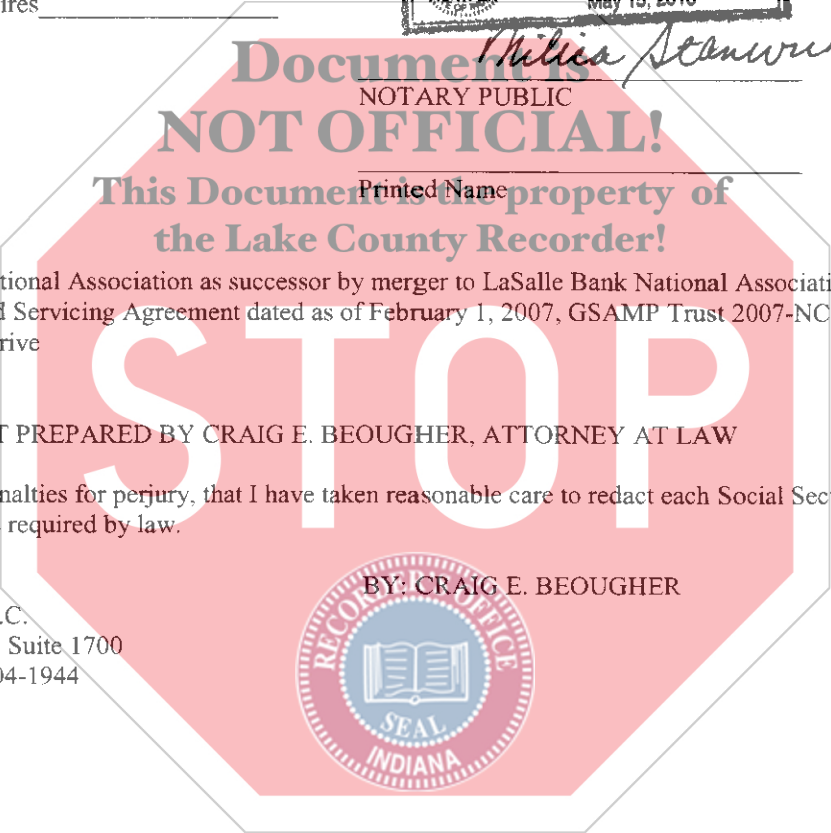 ires
May 15, 2016
Document is
NOTARY PUBLIC
NOT OFFICIAL!
This Document is the property of
Printed Name
the Lake County Recorder!
tional Association as successor by merger to LaSalle Bank National Associati
d Servicing Agreement dated as of February 1, 2007, GSAMP Trust 2007-NC
rive
STOP
T PREPARED BY CRAIG E. BEOUGHER, ATTORNEY AT LAW
nalties for perjury, that I have taken reasonable care to redact each Social Sec
required by law.
BY: CRAIG E. BEOUGHER
.C.
Suite 1700
04-1944
RECORDER'S OFFICE
SEAL
INDIANA